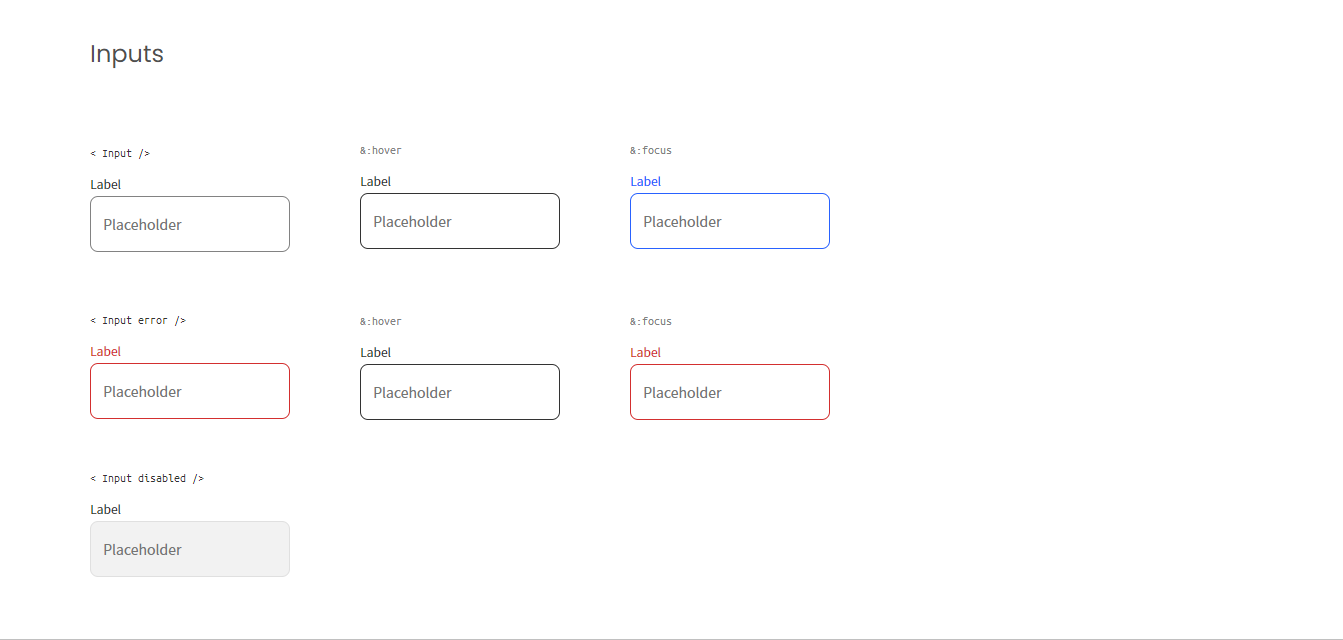 Inputs
< Input />
&:hover
&:focus
Label
Label
Label
Placeholder
Placeholder
Placeholder
< Input error />
&:hover
&:focus
Label
Label
Label
Placeholder
Placeholder
Placeholder
< Input disabled />
Label
Placeholder